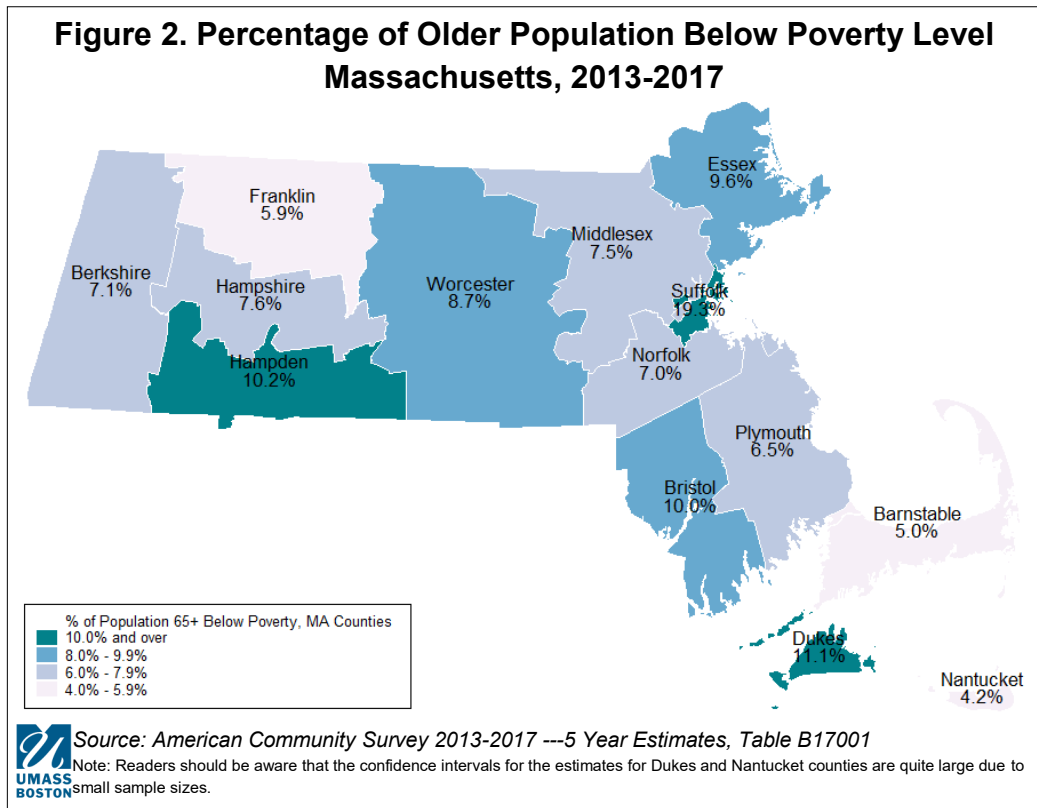 Figure 2. Percentage of Older Population Below Poverty Level
Massachusetts, 2013-2017
Essex
9.6%
Franklin
5.9%
Middlesex
7.5%
Berkshire
7.1%
Hampshire
7.6%
Worcester
8.7%
Suffolk
19.3%
Hampden
10.2%
Norfolk
7.0%
Plymouth
6.5%
Bristol
10.0%
Barnstable
5.0%
Dukes
11.1%
Nantucket
4.2%
% of Population 65+ Below Poverty, MA Counties
10.0% and over
8.0% - 9.9%
6.0% - 7.9%
4.0% - 5.9%
UMASS
BOSTON
Source: American Community Survey 2013-2017 ---5 Year Estimates, Table B17001
Note: Readers should be aware that the confidence intervals for the estimates for Dukes and Nantucket counties are quite large due to
small sample sizes.